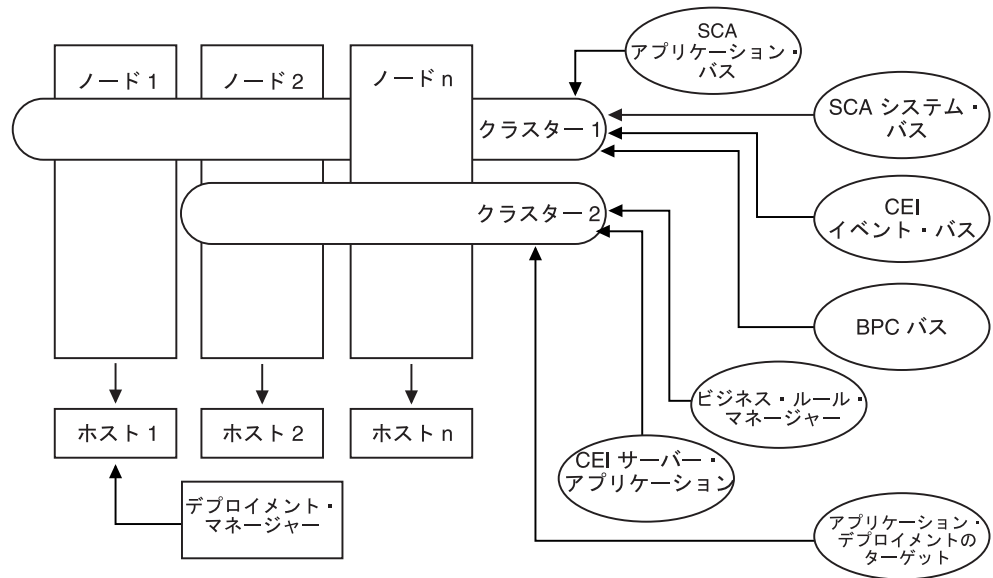 ノード 1
ノード 2
ノード n
クラスター 1
クラスター 2
SCA
アプリケーション・
バス
SCA システム・
バス
CEI
イベント・バス
BPC バス
ビジネス・ルール・
マネージャー
CEI サーバー・
アプリケーション
アプリケーション・
デプロイメントの
ターゲット
ホスト 1
ホスト 2
ホスト n
デプロイメント・
マネージャー